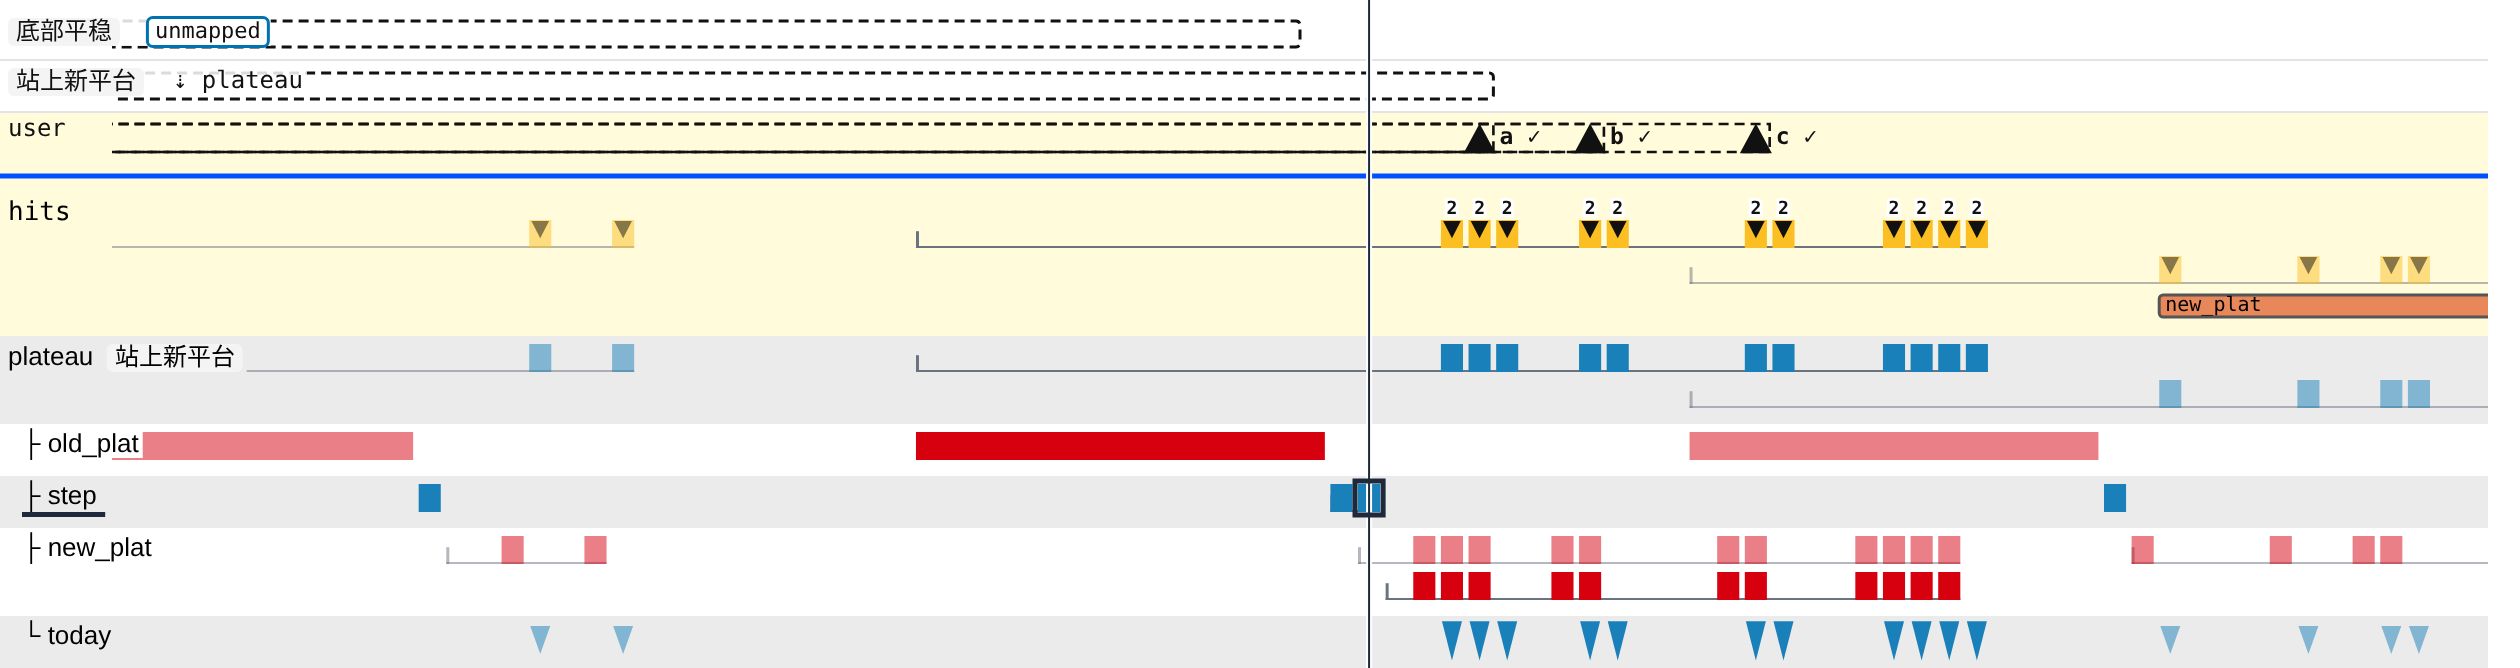 底部平稳 unmapped
站上新平台 ⇣ plateau
user a ✓ b ✓ c ✓
hits 2 2 2 2 2 2 2 2 2 2 2
new_plat
plateau 站上新平台
├ old_plat
├ step
├ new_plat
└ today